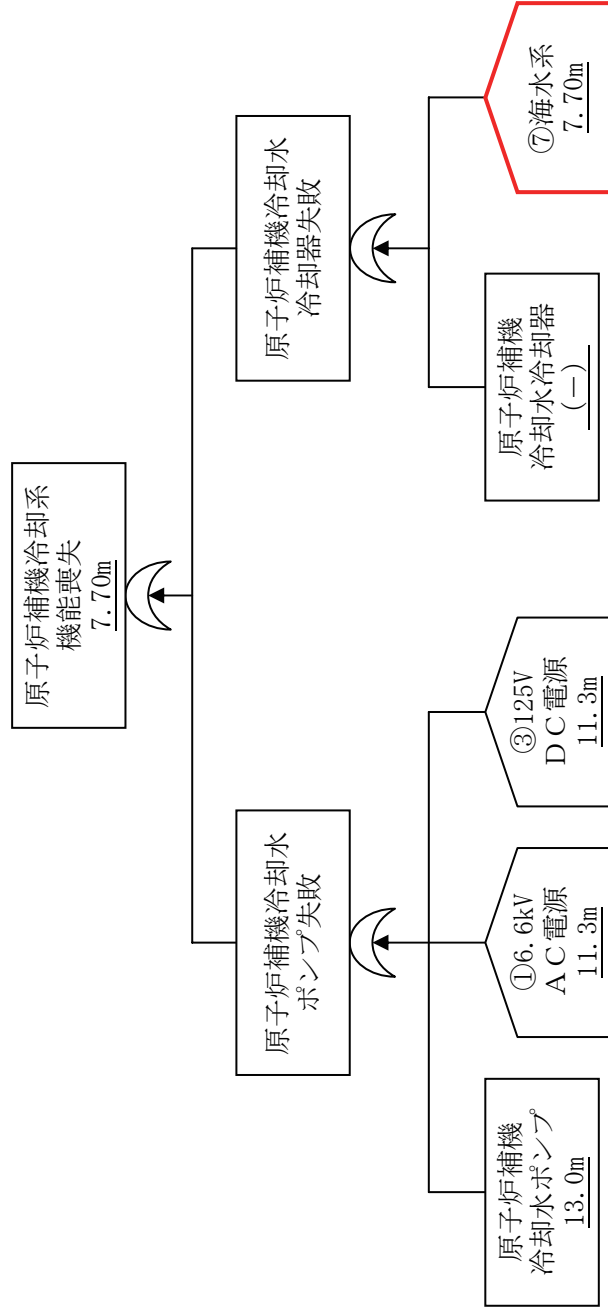 原子炉補機冷却系
機能喪失
7.70m
原子炉補機冷却水
ポンプ失敗
原子炉補機冷却水
冷却器失敗
原子炉補機
冷却水ポンプ
13.0m
①6.6kV
ＡＣ電源
11.3m
③125V
ＤＣ電源
11.3m
原子炉補機
冷却水冷却器
(－)
⑦海水系
7.70m